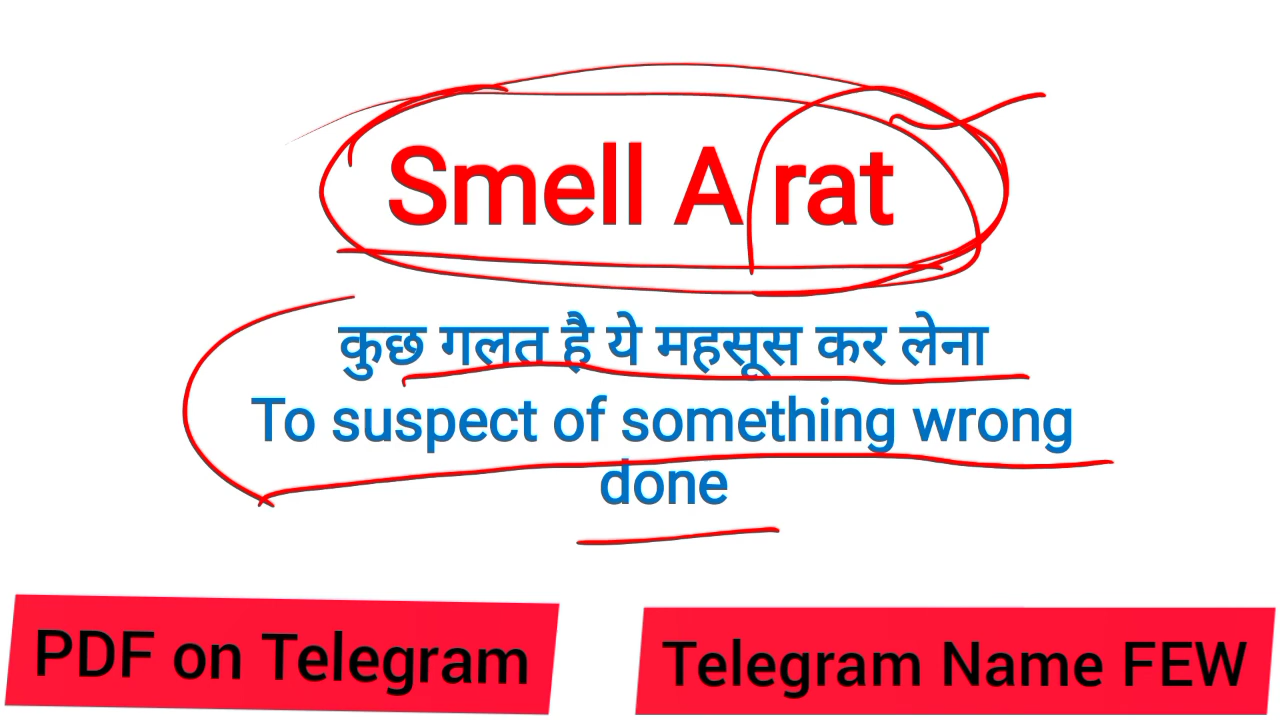 Smell A rat
कुछ गलत है ये महसूस कर लेना
To suspect of something wrong
done
PDF on Telegram
Telegram Name FEW